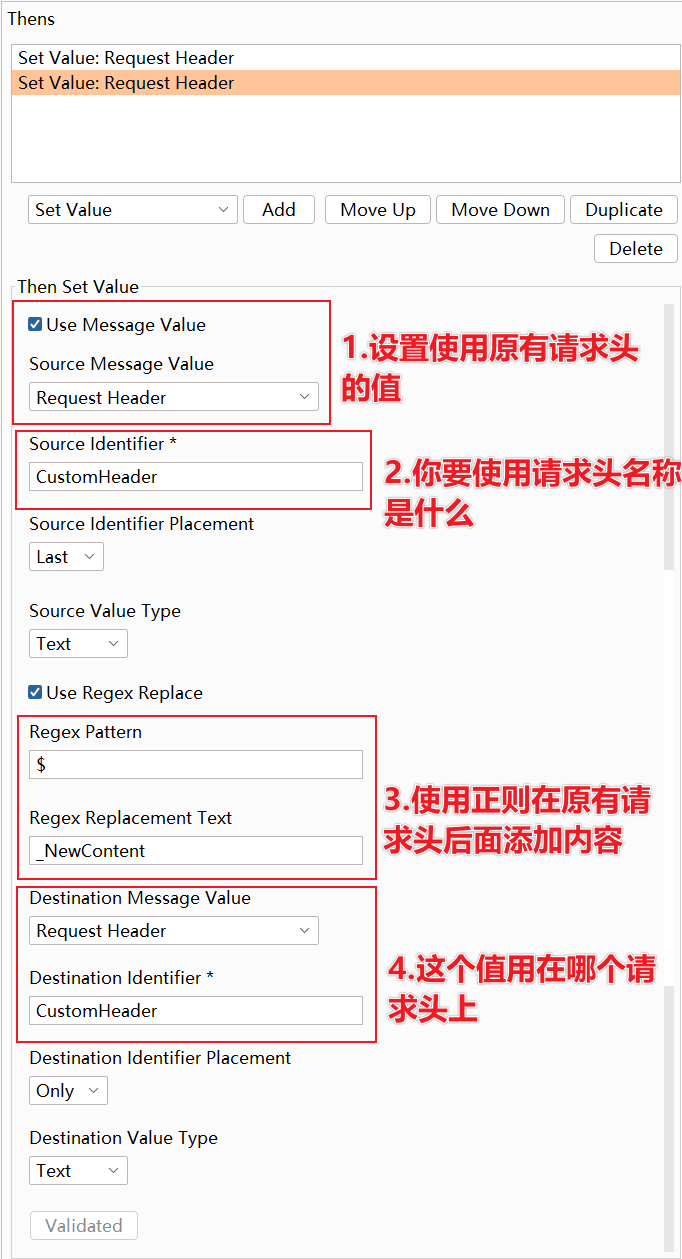 Thens
Set Value: Request Header
Set Value: Request Header
Set Value
Add
Move Up
Move Down
Duplicate
Delete
Then Set Value
Use Message Value
Source Message Value
Request Header
1.设置使用原有请求头
的值
Source Identifier *
CustomHeader
2.你要使用请求头名称
是什么
Source Identifier Placement
Last
Source Value Type
Text
Use Regex Replace
Regex Pattern
$
Regex Replacement Text
_NewContent
3.使用正则在原有请
求头后面添加内容
Destination Message Value
Request Header
Destination Identifier *
CustomHeader
4.这个值用在哪个请
求头上
Destination Identifier Placement
Only
Destination Value Type
Text
Validated